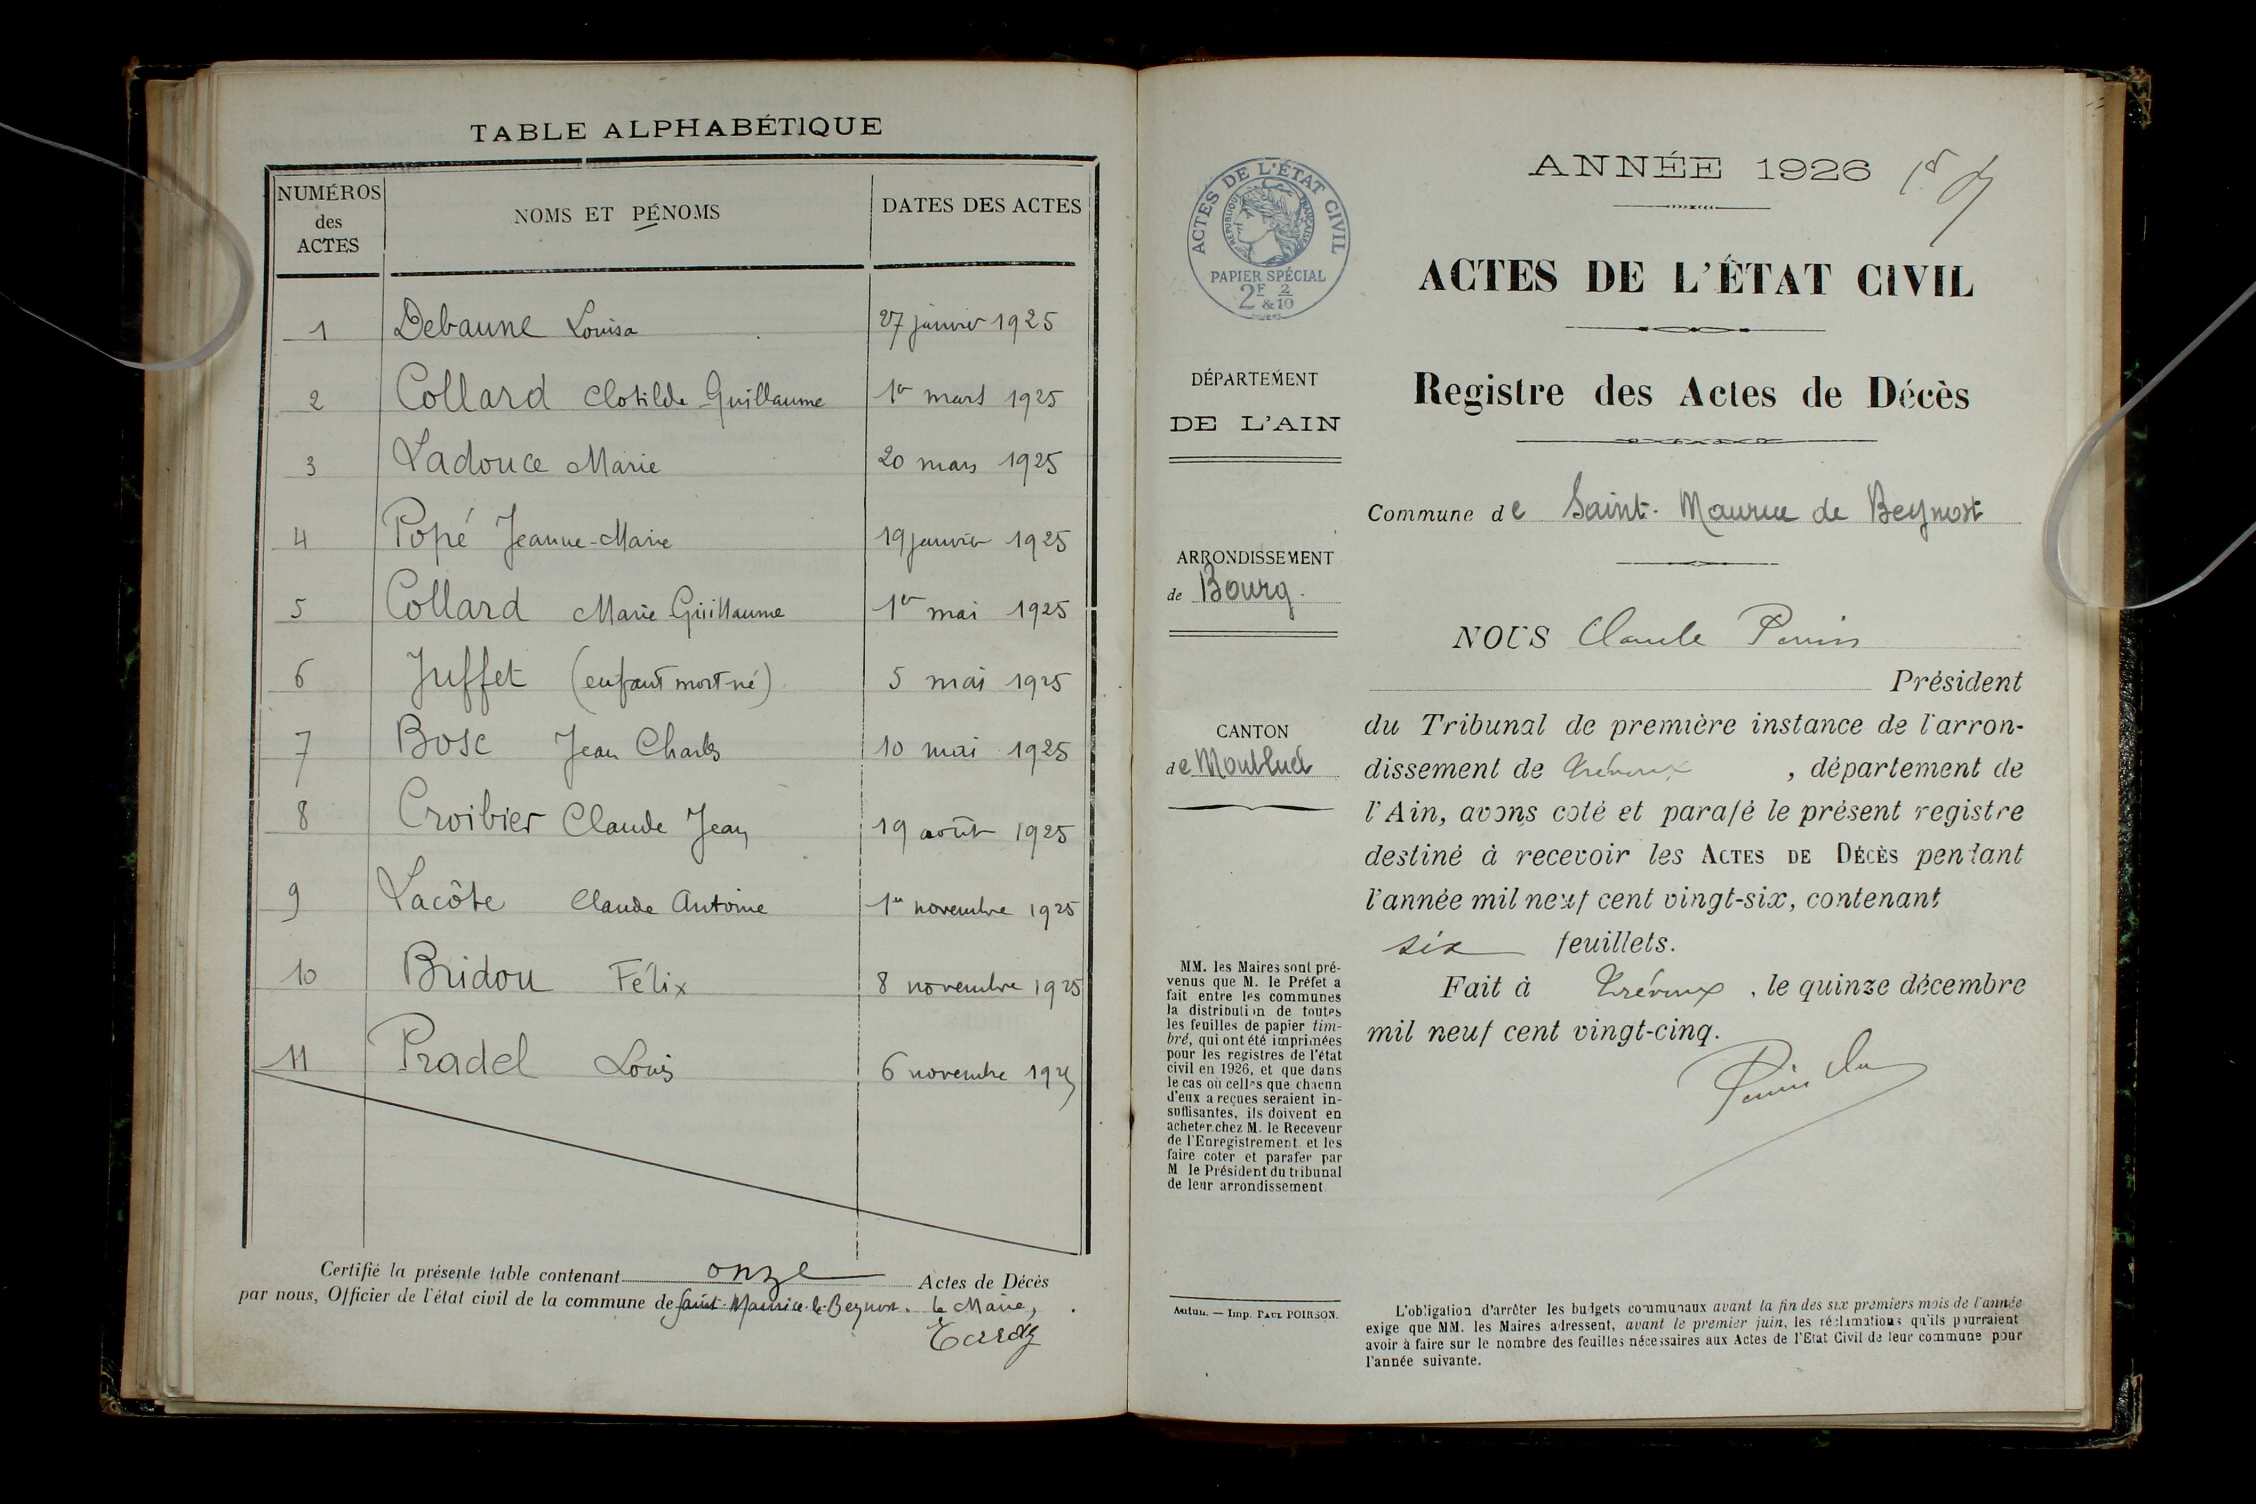 TABLE ALPHABÉTIQUE
NUMÉROS des ACTES
NOMS ET PÉNOMS
DATES DES ACTES
1 Debaune Louisa 27 janvier 1925
2 Collard Clotilde Guillaume 1er mars 1925
3 Ladouce Marie 20 mars 1925
4 Popé Jeanne-Marie 19 janvier 1925
5 Collard Marie Guillaume 1er mai 1925
6 Juffet (enfant mort né) 5 mai 1925
7 Bosc Jean Charles 10 mai 1925
8 Croibier Claude Jean 19 août 1925
9 Lacôte Claude Antoine 1er novembre 1925
10 Bridou Félix 8 novembre 1925
11 Pradel Louis 6 novembre 1925
Certifié la présente table contenant onze Actes de Décès
par nous, Officier de l'état civil de la commune de Saint-Maurice-de-Beynost. Le Maire,
ANNÉE 1926
ACTES DE L'ÉTAT CIVIL
RÉPUBLIQUE FRANÇAISE
PAPIER SPÉCIAL
2F & 2/10
ACTES DE L'ÉTAT CIVIL
Registre des Actes de Décès
DÉPARTEMENT
DE L'AIN
Commune de Saint-Maurice de Beynost
ARRONDISSEMENT
de Bourg.
CANTON
de Montluel
NOUS Claude Perrin
Président
du Tribunal de première instance de l'arron-
dissement de Trévoux, département de
l'Ain, avons coté et parafé le présent registre
destiné à recevoir les ACTES DE DÉCÈS pendant
l'année mil neuf cent vingt-six, contenant
six feuillets.
Fait à Trévoux, le quinze décembre
mil neuf cent vingt-cinq.
MM. les Maires sont pré-
venus que M. le Préfet a
fait entre les communes
la distribution de toutes
les feuilles de papier tim-
bré, qui ont été imprimées
pour les registres de l'état
civil en 1926, et que dans
le cas où celles que chacun
d'eux a reçues seraient in-
suffisantes, ils doivent en
acheter chez M. le Receveur
de l'Enregistrement et les
faire coter et parafer par
M le Président du tribunal
de leur arrondissement.
Autun. — Imp. PAUL POIRSON.
L'obligation d'arrêter les budgets communaux avant la fin des six premiers mois de l'année
exige que MM. les Maires adressent, avant le premier juin, les réclamations qu'ils pourraient
avoir à faire sur le nombre des feuilles nécessaires aux Actes de l'Etat Civil de leur commune pour
l'année suivante.